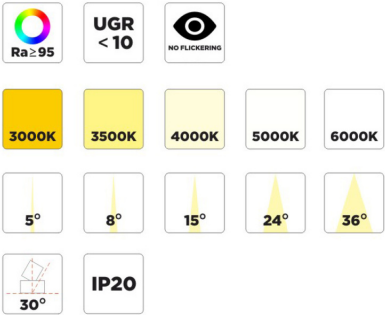 Ra≥95
UGR
<10
NO FLICKERING
3000K
3500K
4000K
5000K
6000K
5°
8°
15°
24°
36°
30°
IP20